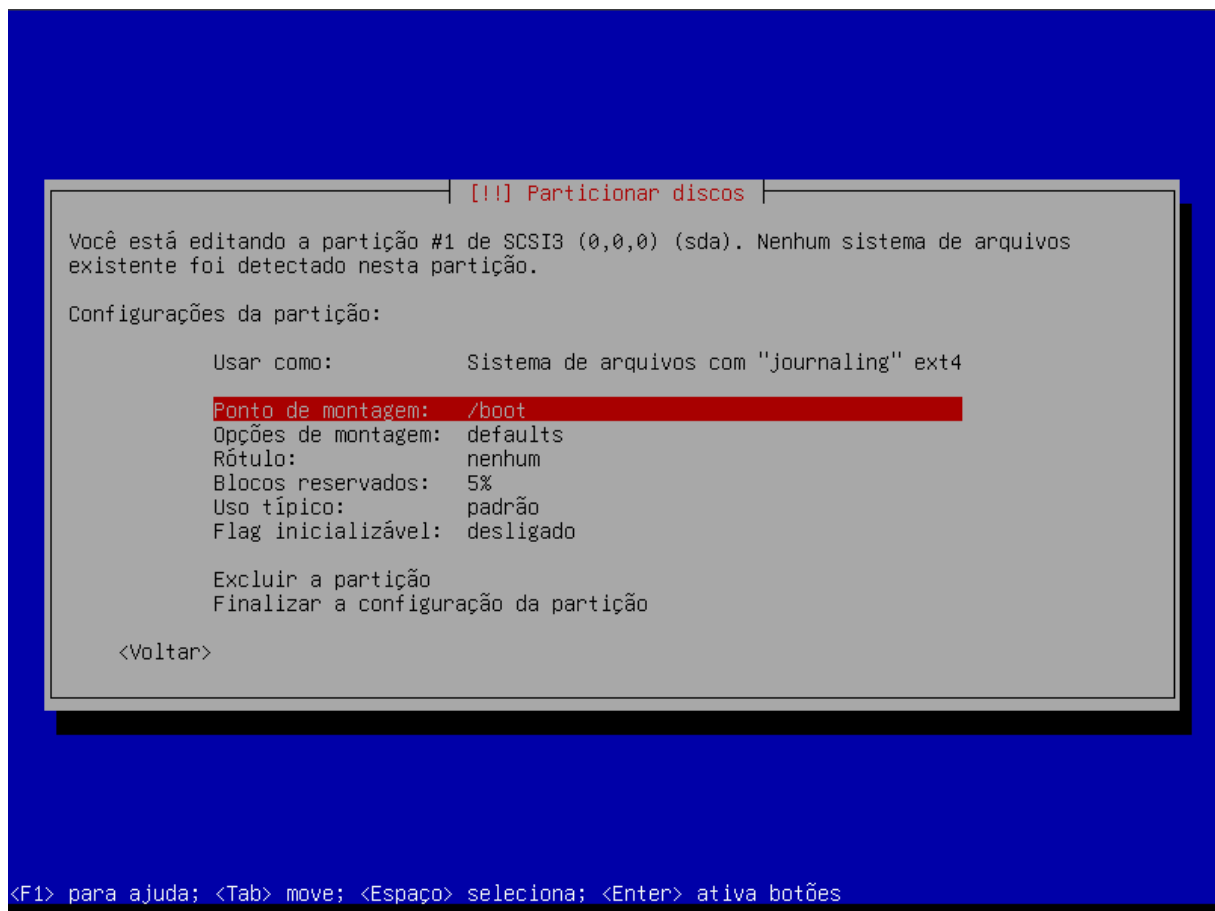 [!!] Particionar discos
Você está editando a partição #1 de SCSI3 (0,0,0) (sda). Nenhum sistema de arquivos
existente foi detectado nesta partição.
Configurações da partição:
Usar como: Sistema de arquivos com "journaling" ext4
Ponto de montagem: /boot
Opções de montagem: defaults
Rótulo: nenhum
Blocos reservados: 5%
Uso típico: padrão
Flag inicializável: desligado
Excluir a partição
Finalizar a configuração da partição
<Voltar>
<F1> para ajuda; <Tab> move; <Espaço> seleciona; <Enter> ativa botões